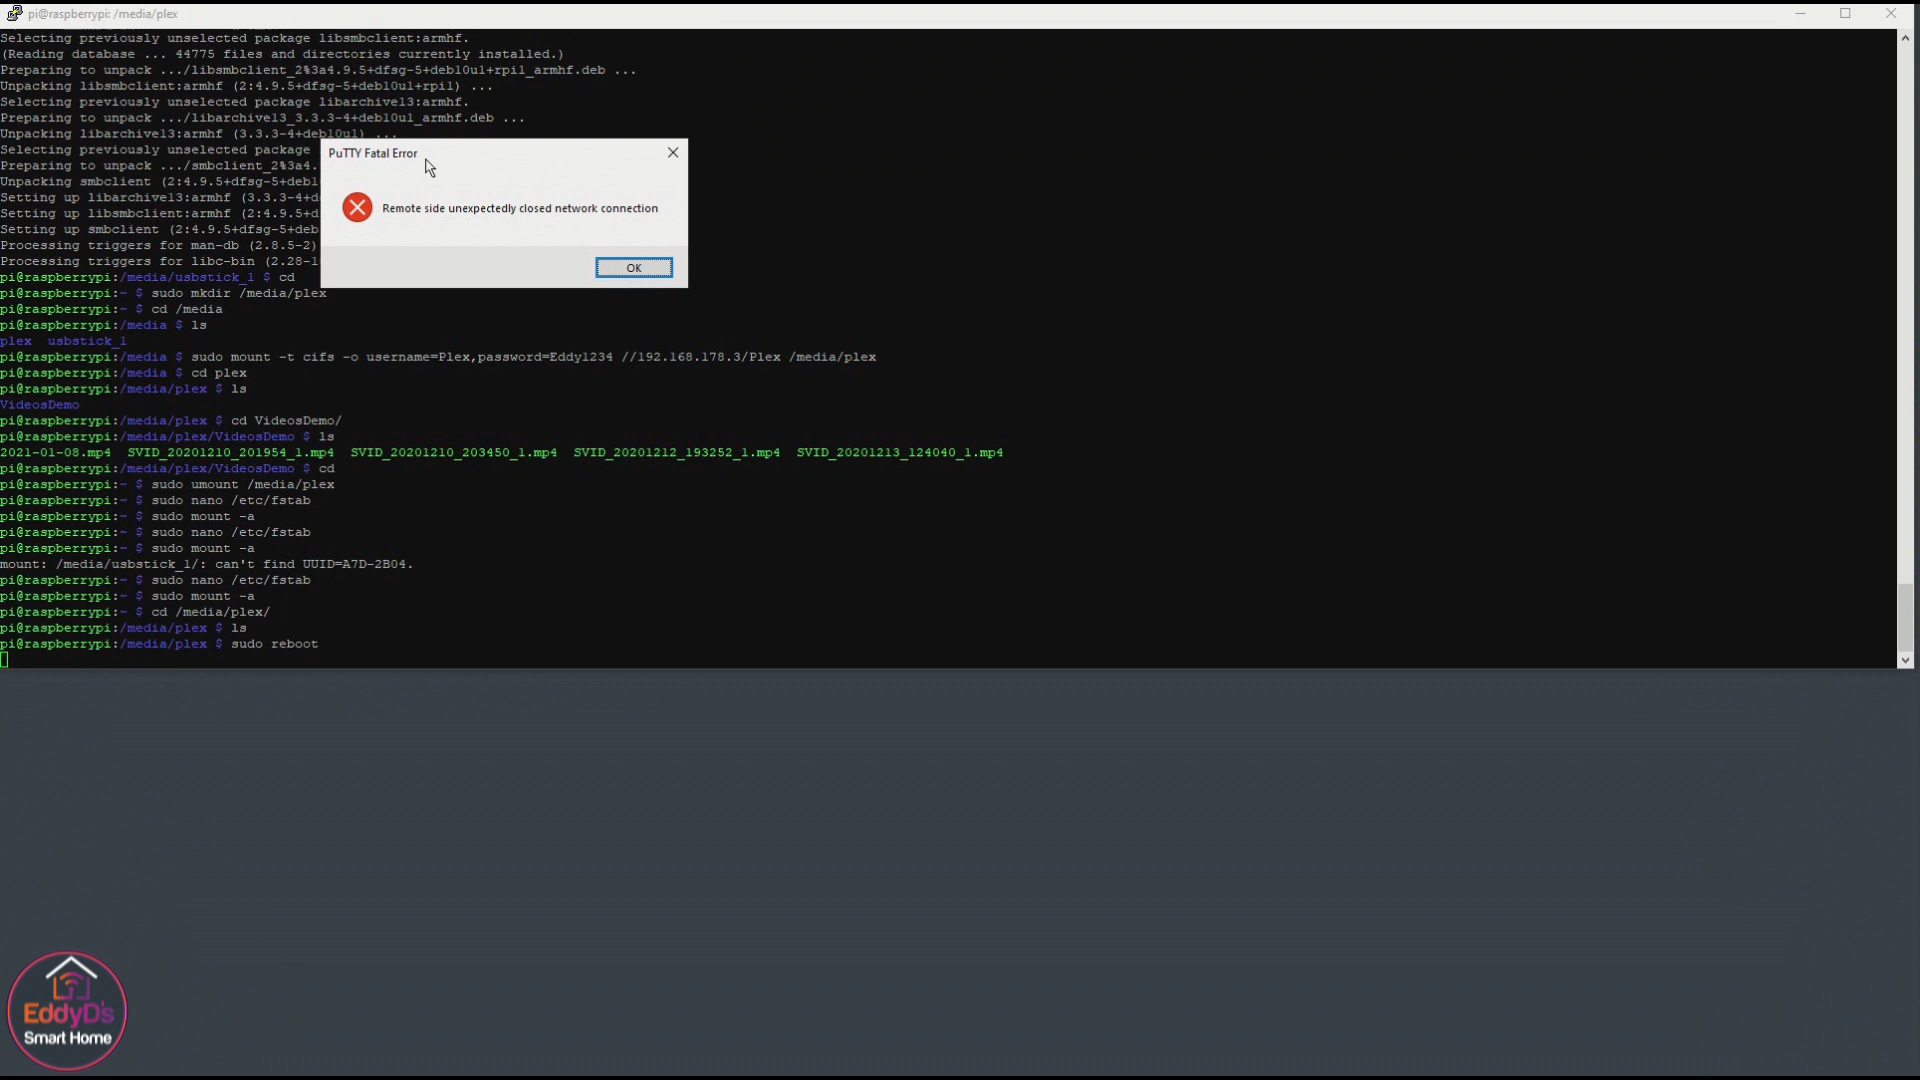 pi@raspberrypi: /media/plex
Selecting previously unselected package libsmbclient:armhf.
(Reading database ... 44775 files and directories currently installed.)
Preparing to unpack .../libsmbclient_2%3a4.9.5+dfsg-5+deb10u1+rpi1_armhf.deb ...
Unpacking libsmbclient:armhf (2:4.9.5+dfsg-5+deb10u1+rpi1) ...
Selecting previously unselected package libarchive13:armhf.
Preparing to unpack .../libarchive13_3.3.3-4+deb10u1_armhf.deb ...
Unpacking libarchive13:armhf (3.3.3-4+deb10u1) ...
Selecting previously unselected package
Preparing to unpack .../smbclient_2%3a4.
Unpacking smbclient (2:4.9.5+dfsg-5+deb1
Setting up libarchive13:armhf (3.3.3-4+d
Setting up libsmbclient:armhf (2:4.9.5+d
Setting up smbclient (2:4.9.5+dfsg-5+deb
Processing triggers for man-db (2.8.5-2)
Processing triggers for libc-bin (2.28-1
PuTTY Fatal Error
Remote side unexpectedly closed network connection
OK
pi@raspberrypi:/media/usbstick_1 $ cd
pi@raspberrypi:~ $ sudo mkdir /media/plex
pi@raspberrypi:~ $ cd /media
pi@raspberrypi:/media $ ls
plex  usbstick_1
pi@raspberrypi:/media $ sudo mount -t cifs -o username=Plex,password=Eddy1234 //192.168.178.3/Plex /media/plex
pi@raspberrypi:/media $ cd plex
pi@raspberrypi:/media/plex $ ls
VideosDemo
pi@raspberrypi:/media/plex $ cd VideosDemo/
pi@raspberrypi:/media/plex/VideosDemo $ ls
2021-01-08.mp4  SVID_20201210_201954_1.mp4  SVID_20201210_203450_1.mp4  SVID_20201212_193252_1.mp4  SVID_20201213_124040_1.mp4
pi@raspberrypi:/media/plex/VideosDemo $ cd
pi@raspberrypi:~ $ sudo umount /media/plex
pi@raspberrypi:~ $ sudo nano /etc/fstab
pi@raspberrypi:~ $ sudo mount -a
pi@raspberrypi:~ $ sudo nano /etc/fstab
pi@raspberrypi:~ $ sudo mount -a
mount: /media/usbstick_1/: can't find UUID=A7D-2B04.
pi@raspberrypi:~ $ sudo nano /etc/fstab
pi@raspberrypi:~ $ sudo mount -a
pi@raspberrypi:~ $ cd /media/plex/
pi@raspberrypi:/media/plex $ ls
pi@raspberrypi:/media/plex $ sudo reboot
EddyD's
Smart Home